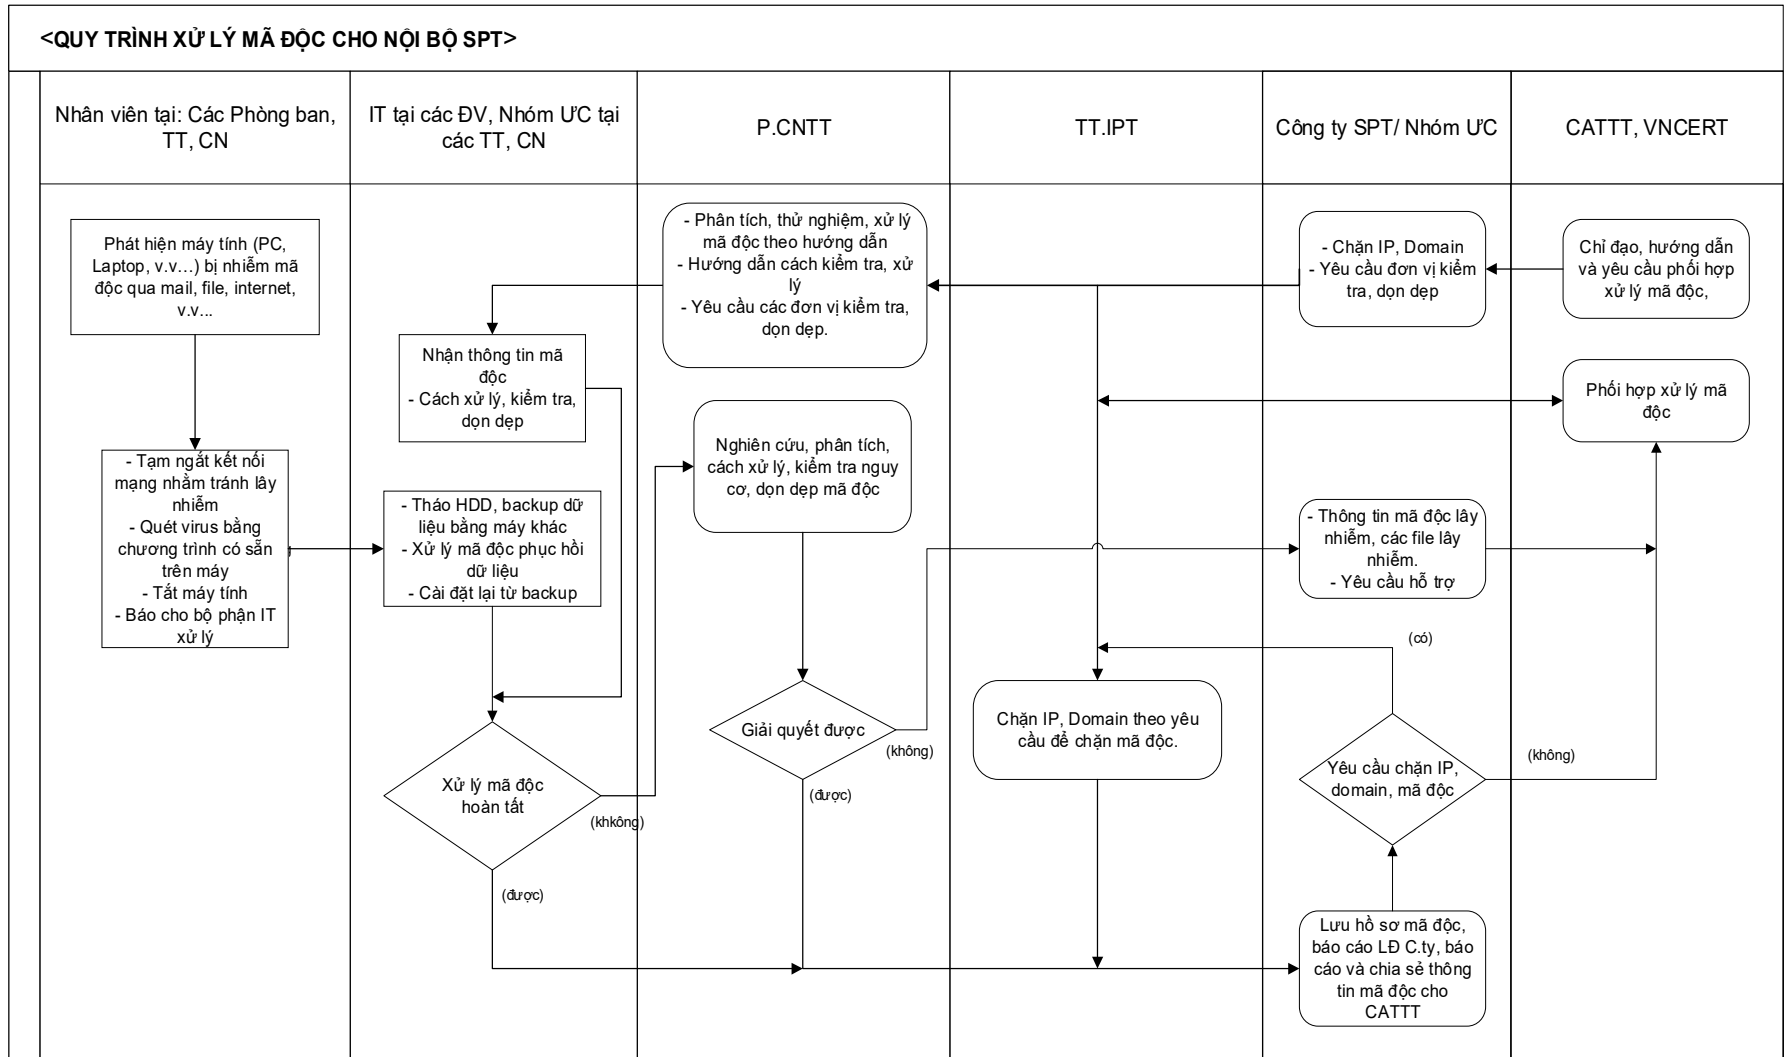 <QUY TRÌNH XỬ LÝ MÃ ĐỘC CHO NỘI BỘ SPT>
Nhân viên tại: Các Phòng ban,
TT, CN
IT tại các ĐV, Nhóm ƯC tại
các TT, CN
P.CNTT
TT.IPT
Công ty SPT/ Nhóm ƯC
CATTT, VNCERT
Phát hiện máy tính (PC,
Laptop, v.v...) bị nhiễm mã
độc qua mail, file, internet,
v.v...
- Tạm ngắt kết nối
mạng nhằm tránh lây
nhiễm
- Quét virus bằng
chương trình có sẵn
trên máy
- Tắt máy tính
- Báo cho bộ phận IT
xử lý
Nhận thông tin mã
độc
- Cách xử lý, kiểm tra,
dọn dẹp
- Tháo HDD, backup dữ
liệu bằng máy khác
- Xử lý mã độc phục hồi
dữ liệu
- Cài đặt lại từ backup
Xử lý mã độc
hoàn tất
(khkông)
(được)
- Phân tích, thử nghiệm, xử lý
mã độc theo hướng dẫn
- Hướng dẫn cách kiểm tra, xử
lý
- Yêu cầu các đơn vị kiểm tra,
dọn dẹp.
Nghiên cứu, phân tích,
cách xử lý, kiểm tra nguy
cơ, dọn dẹp mã độc
Giải quyết được
(không)
(được)
Chặn IP, Domain theo yêu
cầu để chặn mã độc.
- Chặn IP, Domain
- Yêu cầu đơn vị kiểm
tra, dọn dẹp
- Thông tin mã độc lây
nhiễm, các file lây
nhiễm.
- Yêu cầu hỗ trợ
(có)
Yêu cầu chặn IP,
domain, mã độc
(không)
Lưu hồ sơ mã độc,
báo cáo LĐ C.ty, báo
cáo và chia sẻ thông
tin mã độc cho
CATTT
Chỉ đạo, hướng dẫn
và yêu cầu phối hợp
xử lý mã độc,
Phối hợp xử lý mã
độc